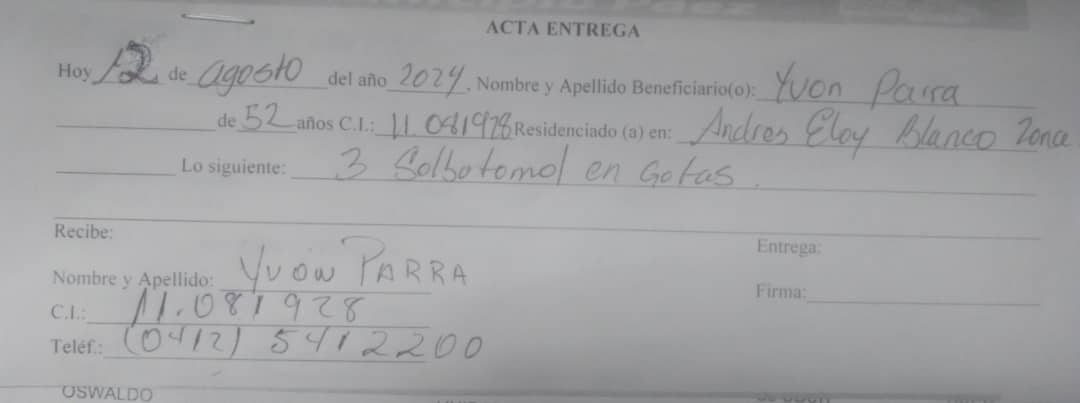 Páez
ACTA ENTREGA
Hoy 12 de agosto del año 2024, Nombre y Apellido Beneficiario(o): Yvon Parra
de 52 años C.I.: 11.081928 Residenciado (a) en: Andres Eloy Blanco Zona
Lo siguiente: 3 Salbutamol en Gotas.
Recibe:
Entrega:
Nombre y Apellido: Yvon PARRA
Firma:
C.I.: 11.081928
Teléf.: (0412) 5412200
OSWALDO